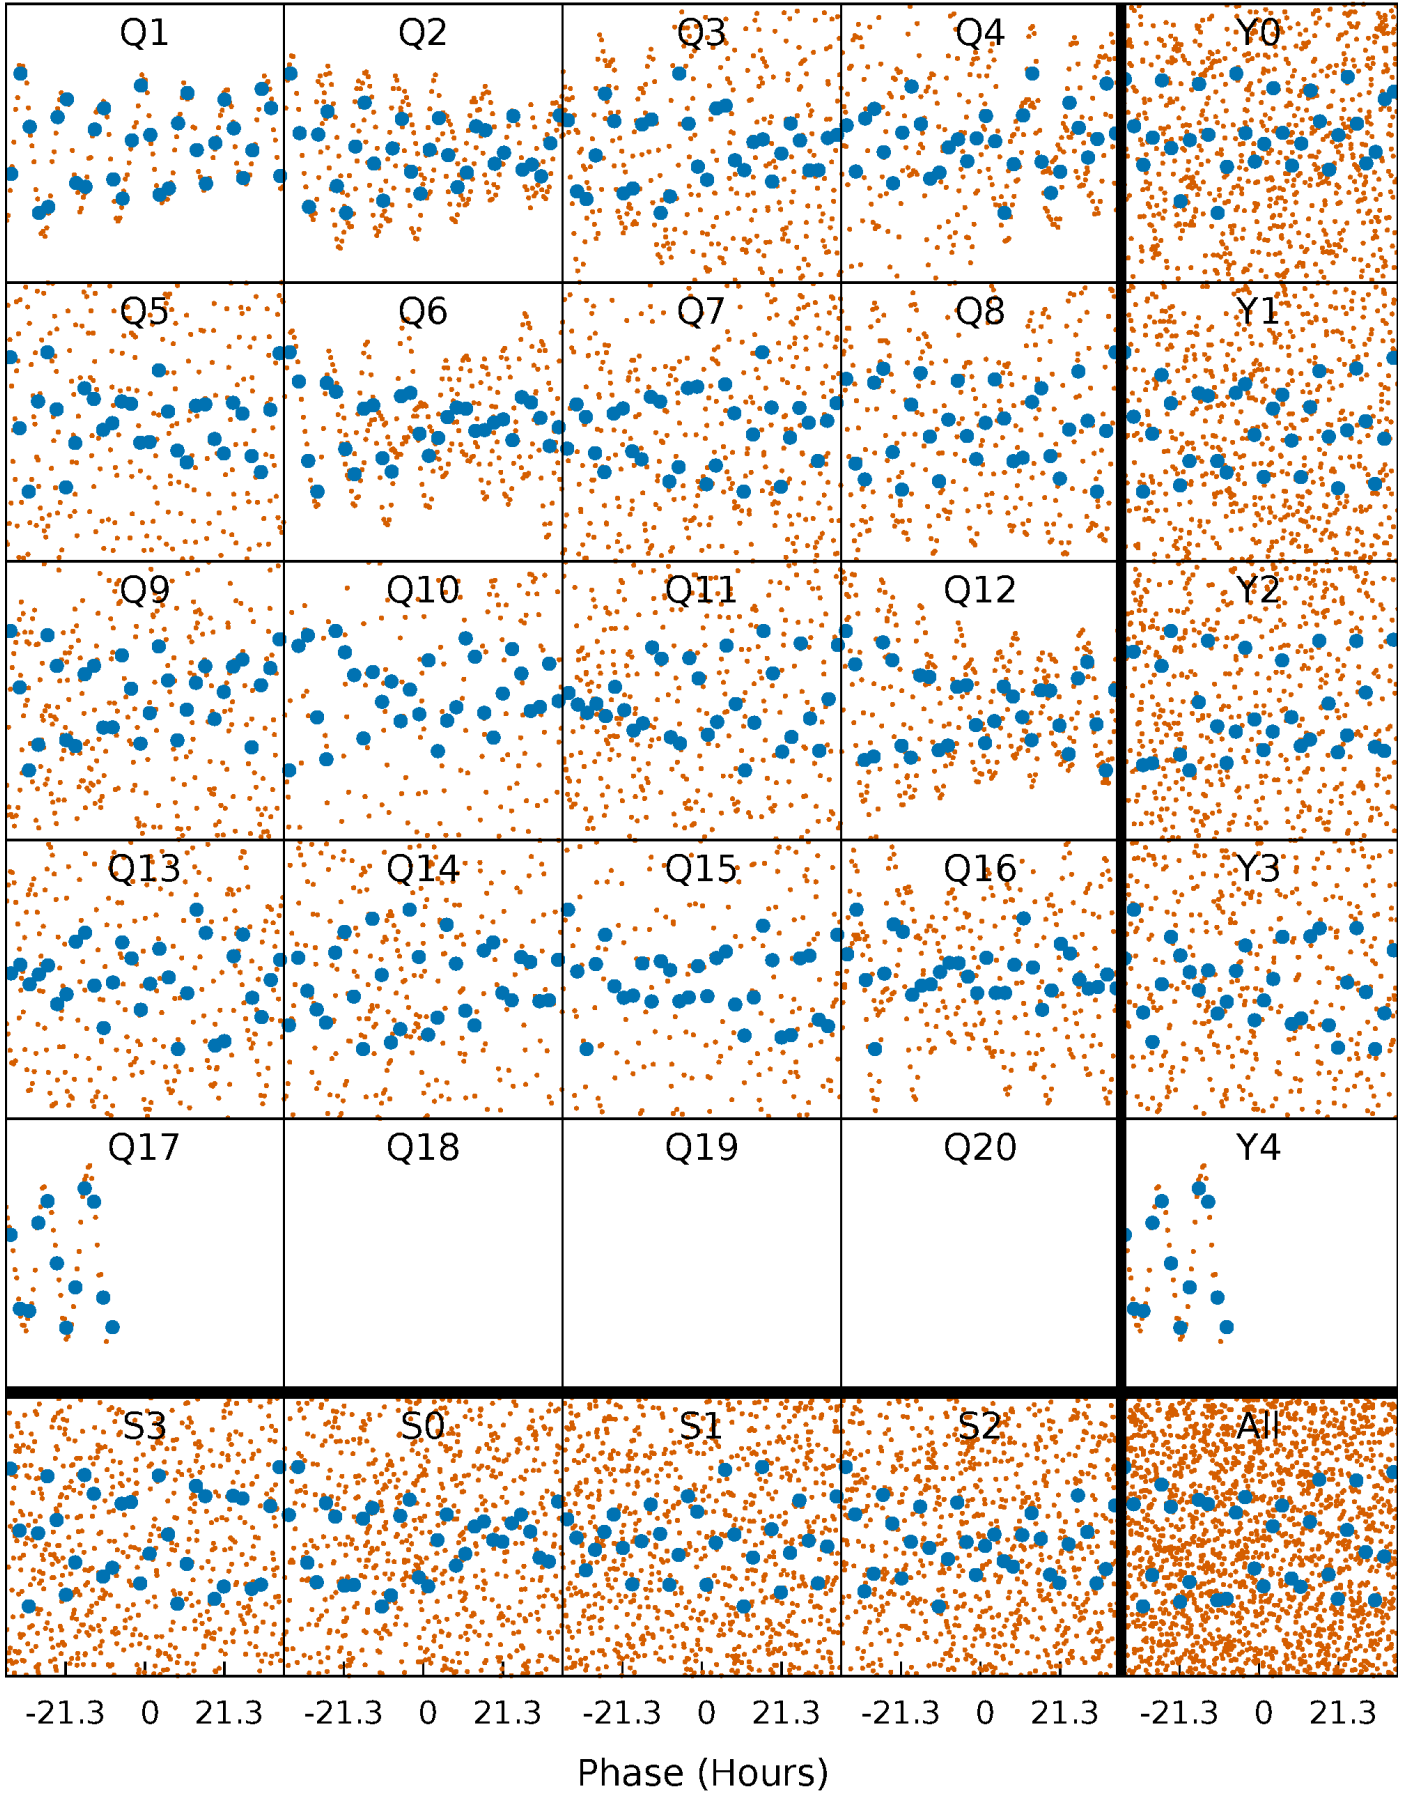 Q1 Q2 Q3 Q4 Y0
Q5 Q6 Q7 Q8 Y1
Q9 Q10 Q11 Q12 Y2
Q13 Q14 Q15 Q16 Y3
Q17 Q18 Q19 Q20 Y4
S3 S0 S1 S2 All
-21.3 0 21.3 -21.3 0 21.3 -21.3 0 21.3 -21.3 0 21.3 -21.3 0 21.3
Phase (Hours)